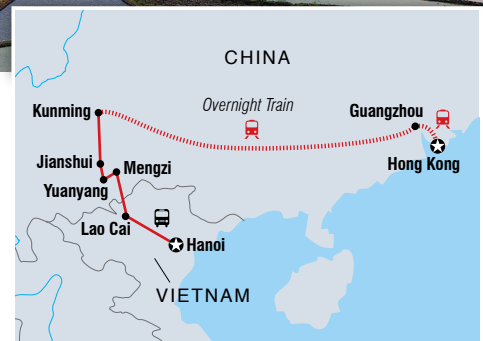 CHINA
Overnight Train
Kunming
Guangzhou
Hong Kong
Jianshui
Mengzi
Yuanyang
Lao Cai
Hanoi
VIETNAM